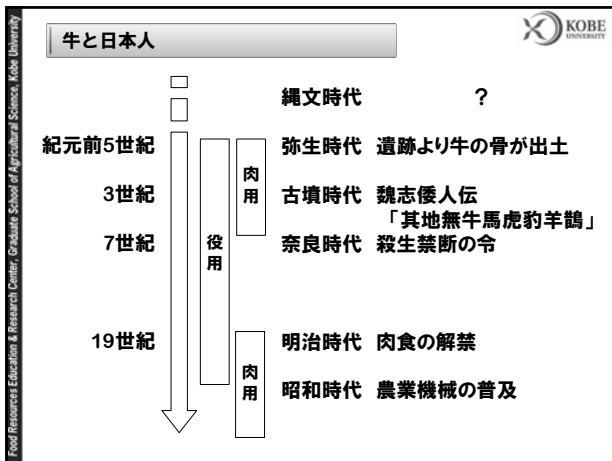 牛と日本人
KOBE
UNIVERSITY
Food Resources Education & Research Center, Graduate School of Agricultural Science, Kobe University
縄文時代 ?
紀元前5世紀 弥生時代 遺跡より牛の骨が出土
肉用
3世紀 古墳時代 魏志倭人伝
「其地無牛馬虎豹羊鵲」
役用
7世紀 奈良時代 殺生禁断の令
19世紀 明治時代 肉食の解禁
肉用
昭和時代 農業機械の普及